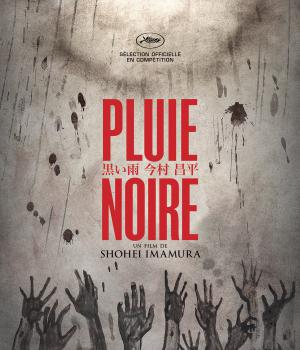 SÉLECTION OFFICIELLE
EN COMPÉTITION
PLUIE
黒い雨 今村 昌平
NOIRE
UN FILM DE
SHOHEI IMAMURA